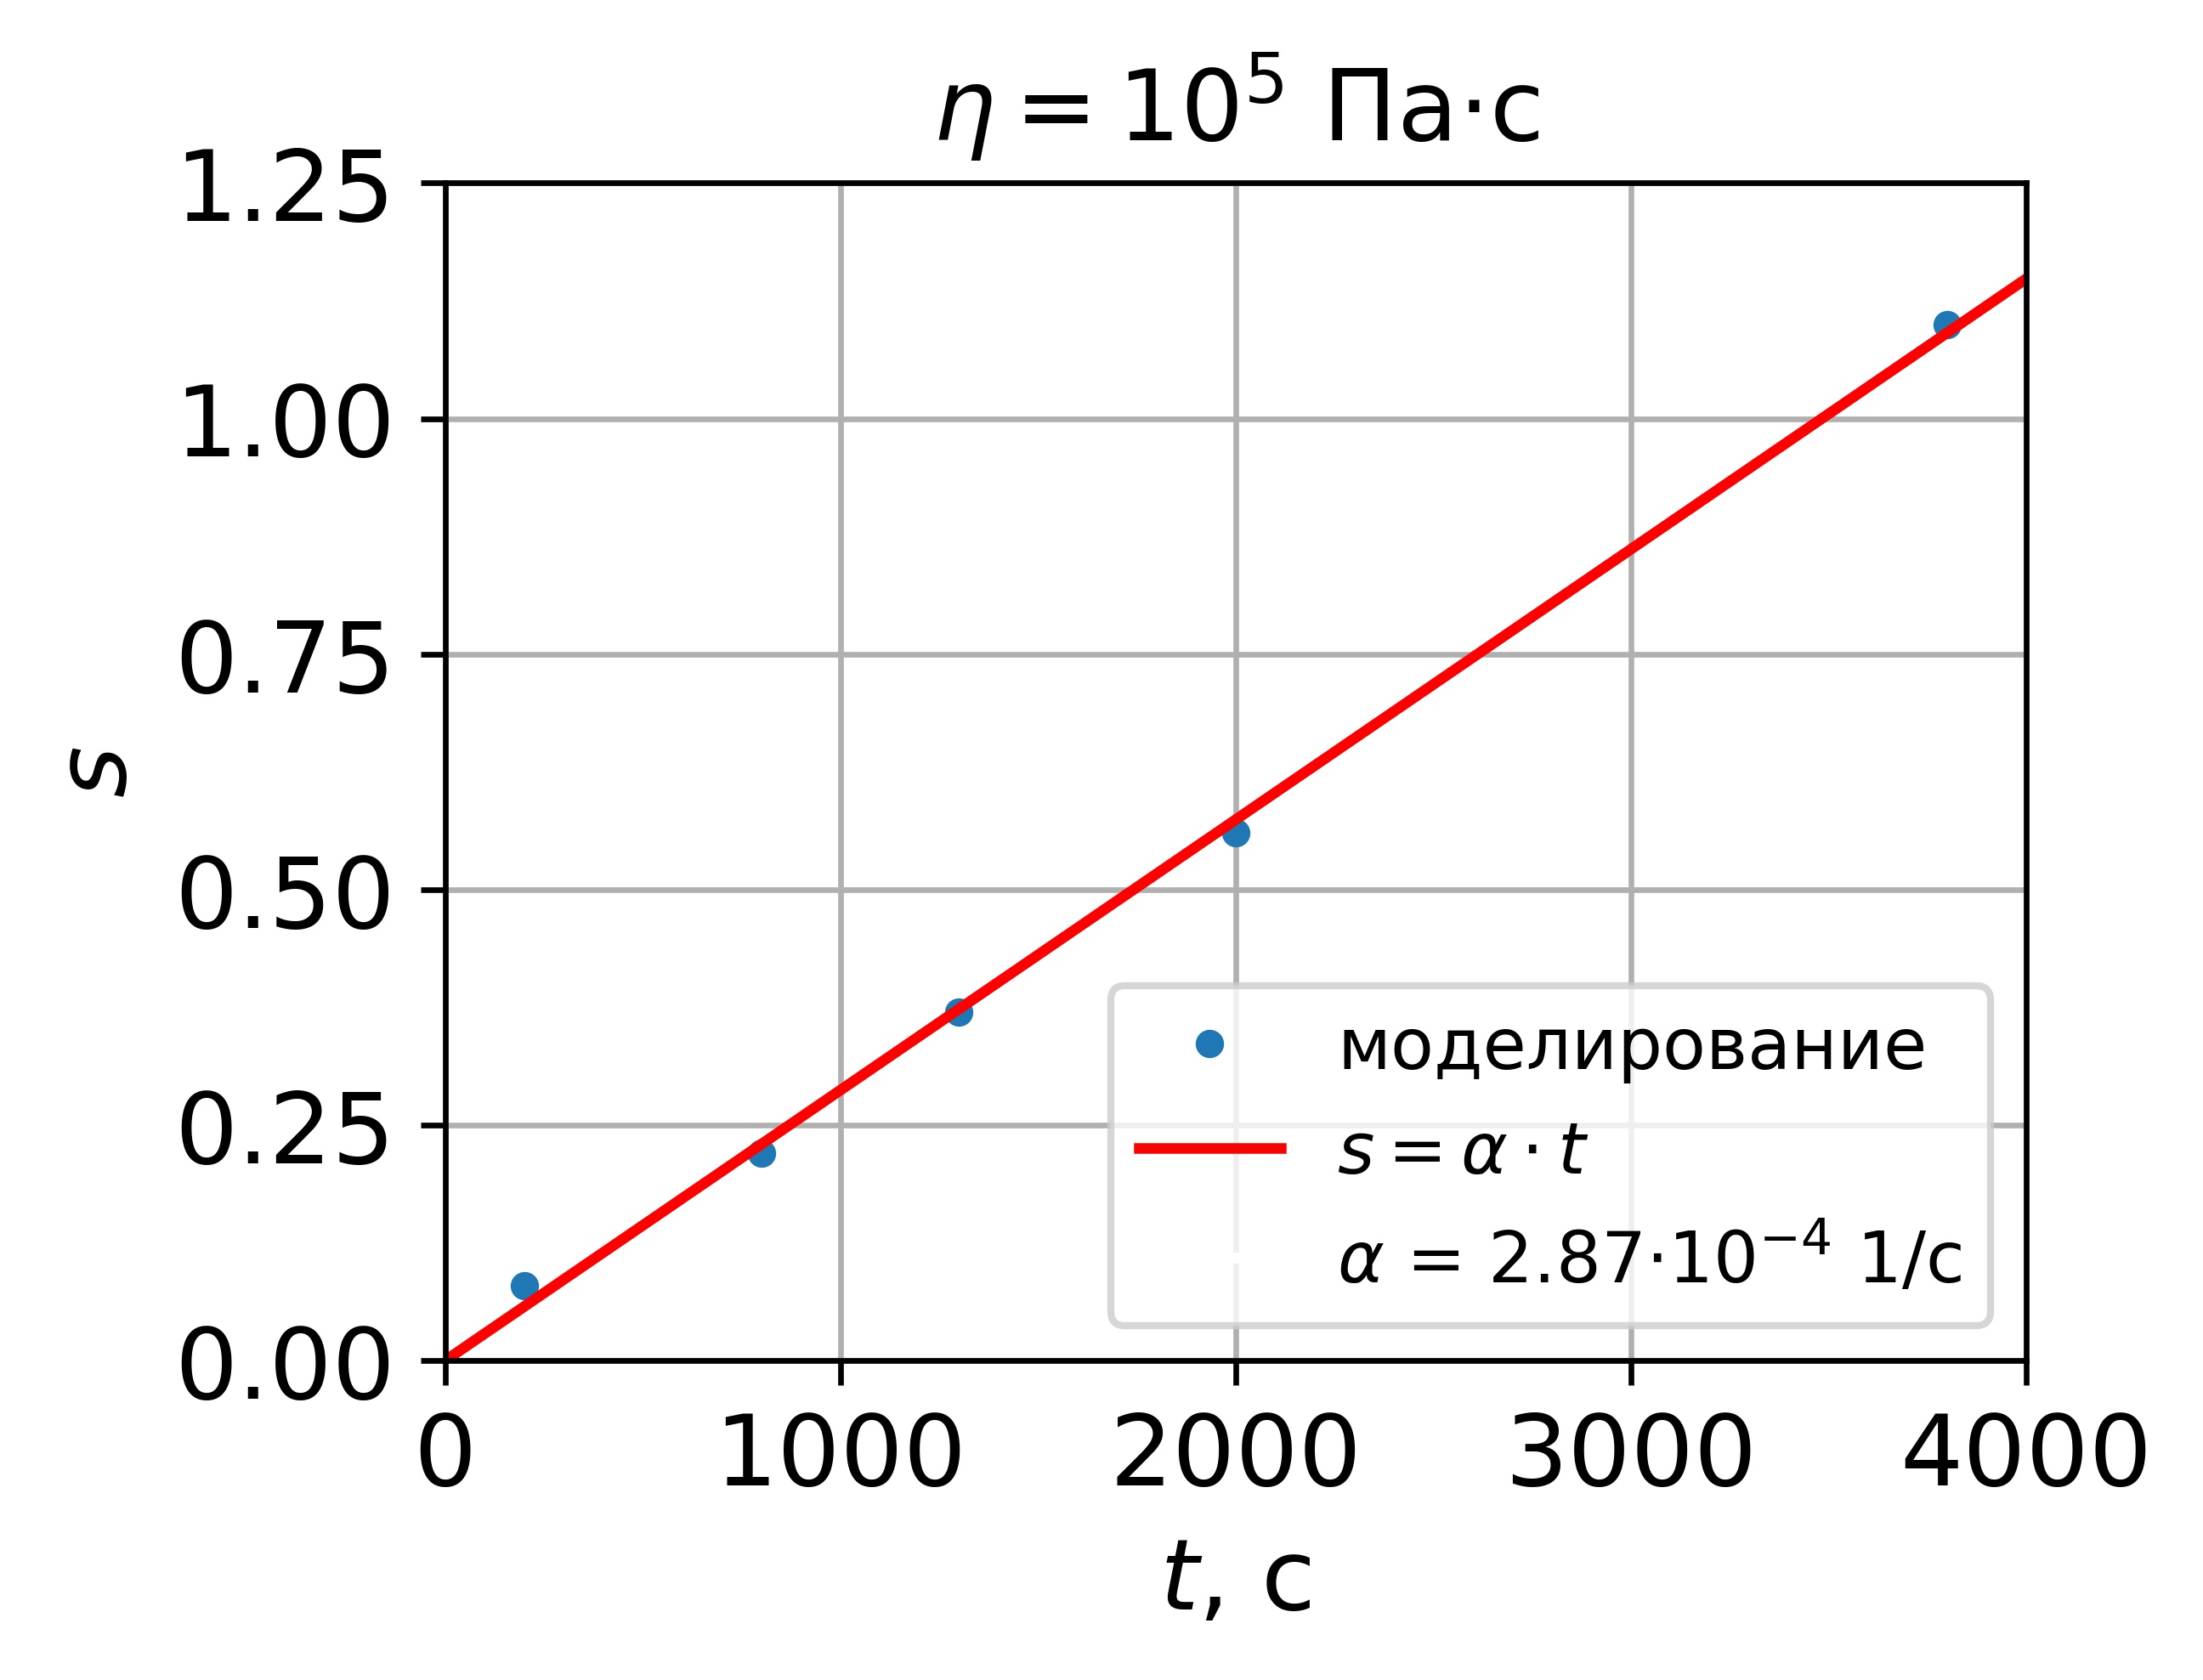 η = 10⁵ Па·с
1.25
1.00
0.75
0.50
0.25
0.00
s
моделирование
s = α · t
α = 2.87·10⁻⁴ 1/с
0 1000 2000 3000 4000
t, с